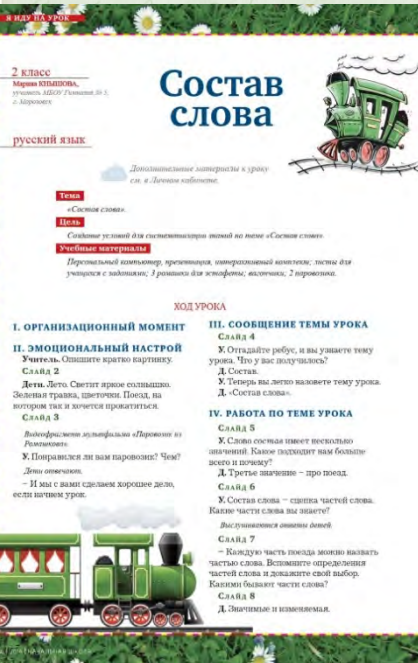 Я ИДУ НА УРОК
2 класс
Марина КНЫШОВА,
учитель МБОУ Гимназия № 5,
г. Морозовск
русский язык
Состав
слова
Дополнительные материалы к уроку
см. в Личном кабинете.
Тема
«Состав слова».
Цель
Создание условий для систематизации знаний по теме «Состав слова».
Учебные материалы
Персональный компьютер, презентация, интерактивный комплекс; листы для
учащихся с заданиями; 3 ромашки для эстафеты; вагончики; 2 паровозика.
ХОД УРОКА
I. ОРГАНИЗАЦИОННЫЙ МОМЕНТ
II. ЭМОЦИОНАЛЬНЫЙ НАСТРОЙ
Учитель. Опишите кратко картинку.
Слайд 2
Дети. Лето. Светит яркое солнышко.
Зеленая травка, цветочки. Поезд, на
котором так и хочется прокатиться.
Слайд 3
Видеофрагмент мультфильма «Паровозик из
Ромашкова».
У. Понравился ли вам паровозик? Чем?
Дети отвечают.
– И мы с вами сделаем хорошее дело,
если начнем урок.
III. СООБЩЕНИЕ ТЕМЫ УРОКА
Слайд 4
У. Отгадайте ребус, и вы узнаете тему
урока. Что у вас получилось?
Д. Состав.
У. Теперь вы легко назовете тему урока.
Д. «Состав слова».
IV. РАБОТА ПО ТЕМЕ УРОКА
Слайд 5
У. Слово состав имеет несколько
значений. Какое подходит нам больше
всего и почему?
Д. Третье значение – про поезд.
Слайд 6
У. Состав слова – сцепка частей слова.
Какие части слова вы знаете?
Выслушиваются ответы детей.
Слайд 7
– Каждую часть поезда можно назвать
частью слова. Вспомните определения
частей слова и докажите свой выбор.
Какими бывают части слова?
Слайд 8
Д. Значимые и изменяемая.